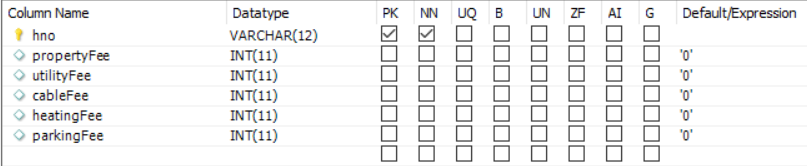 Column Name Datatype PK NN UQ B UN ZF AI G Default/Expression
hno VARCHAR(12)
propertyFee INT(11) '0'
utilityFee INT(11) '0'
cableFee INT(11) '0'
heatingFee INT(11) '0'
parkingFee INT(11) '0'